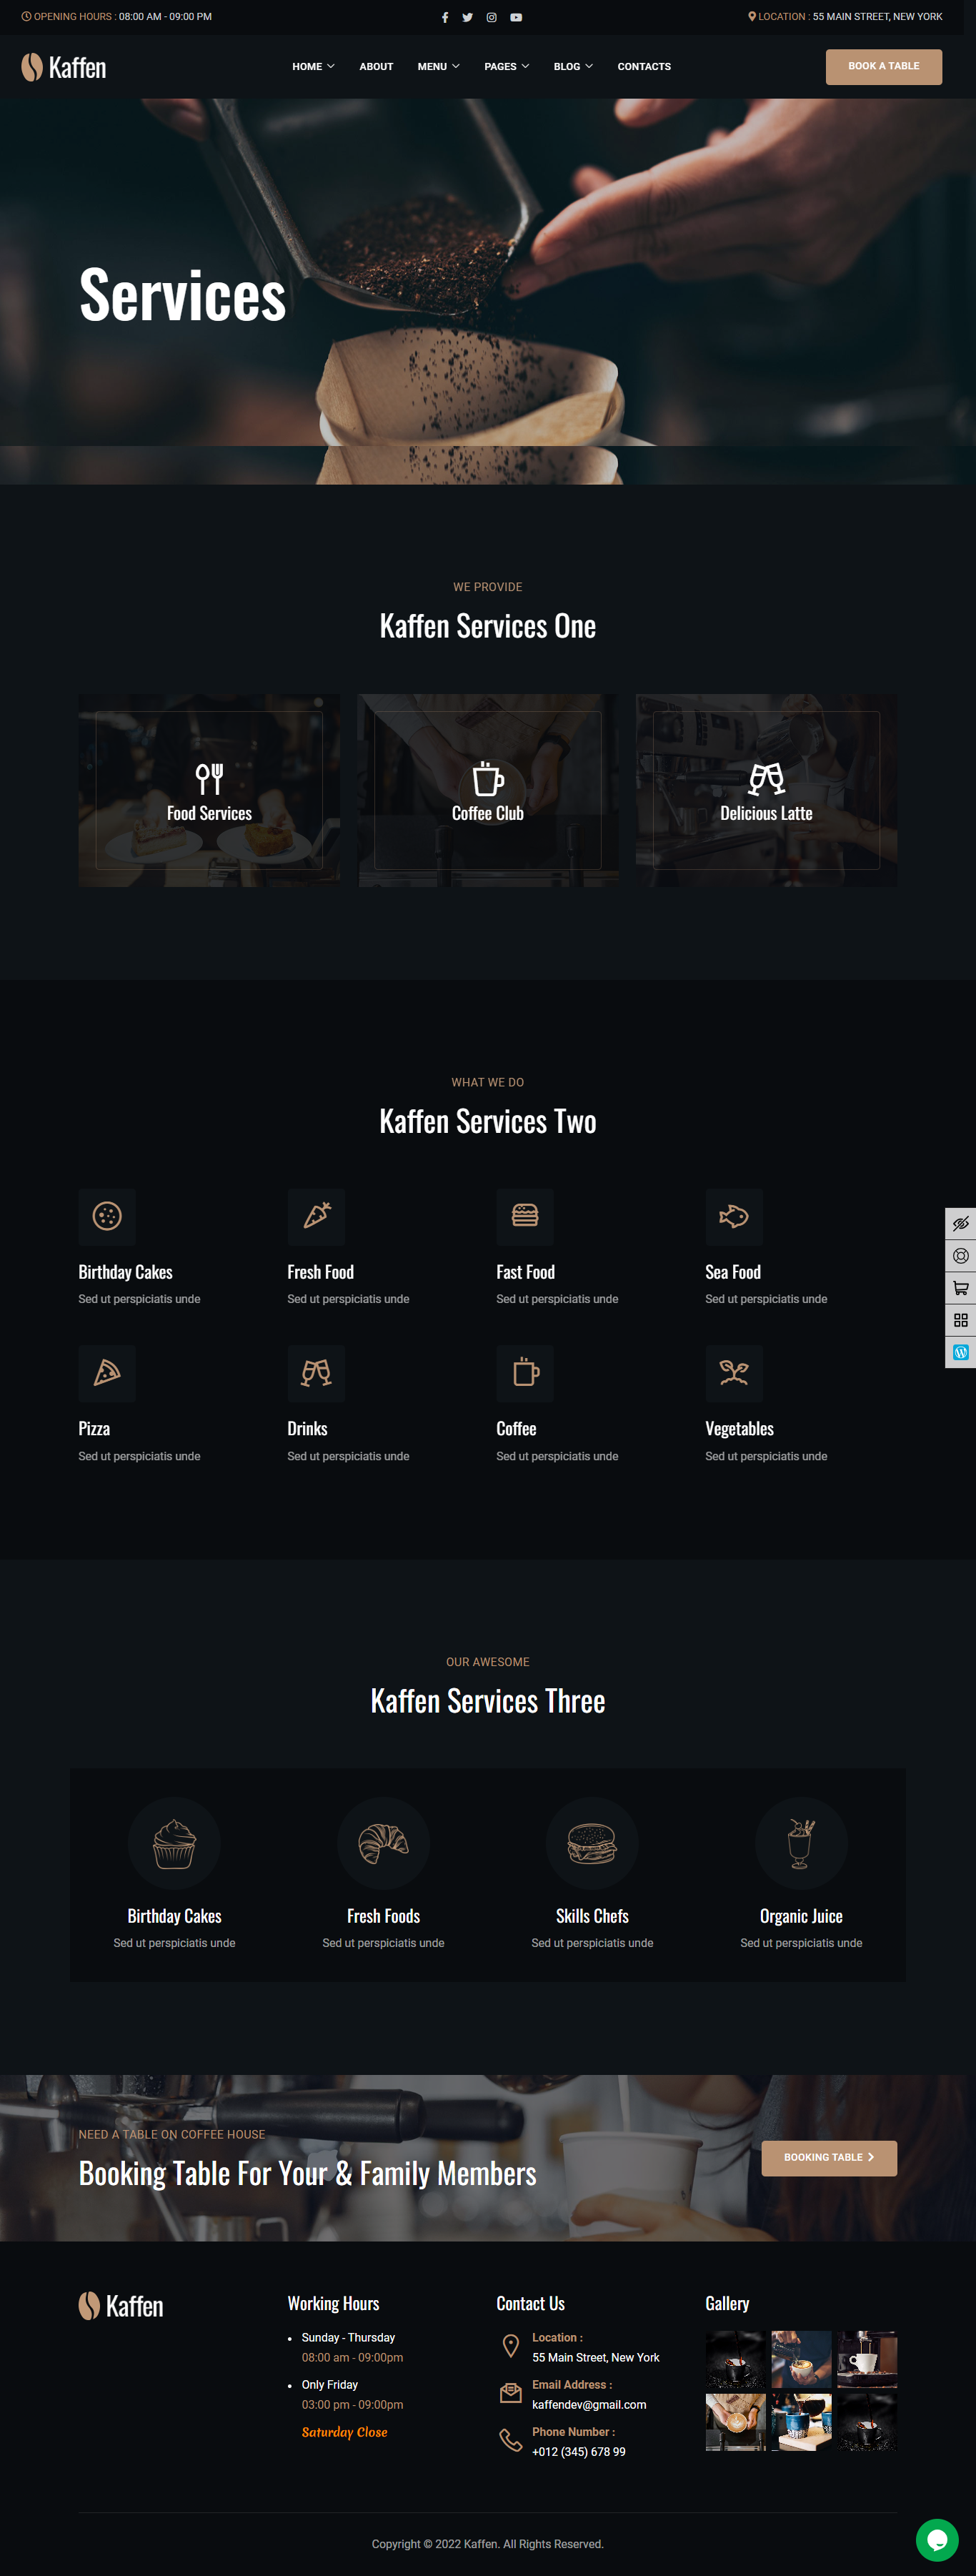 OPENING HOURS : 08:00 AM - 09:00 PM
LOCATION : 55 MAIN STREET, NEW YORK
Kaffen
HOME
ABOUT
MENU
PAGES
BLOG
CONTACTS
BOOK A TABLE
Services
WE PROVIDE
Kaffen Services One
Food Services
Coffee Club
Delicious Latte
WHAT WE DO
Kaffen Services Two
Birthday Cakes
Sed ut perspiciatis unde
Fresh Food
Sed ut perspiciatis unde
Fast Food
Sed ut perspiciatis unde
Sea Food
Sed ut perspiciatis unde
Pizza
Sed ut perspiciatis unde
Drinks
Sed ut perspiciatis unde
Coffee
Sed ut perspiciatis unde
Vegetables
Sed ut perspiciatis unde
OUR AWESOME
Kaffen Services Three
Birthday Cakes
Sed ut perspiciatis unde
Fresh Foods
Sed ut perspiciatis unde
Skills Chefs
Sed ut perspiciatis unde
Organic Juice
Sed ut perspiciatis unde
NEED A TABLE ON COFFEE HOUSE
Booking Table For Your & Family Members
BOOKING TABLE
Kaffen
Working Hours
Sunday - Thursday
08:00 am - 09:00pm
Only Friday
03:00 pm - 09:00pm
Saturday Close
Contact Us
Location :
55 Main Street, New York
Email Address :
kaffendev@gmail.com
Phone Number :
+012 (345) 678 99
Gallery
Copyright © 2022 Kaffen. All Rights Reserved.